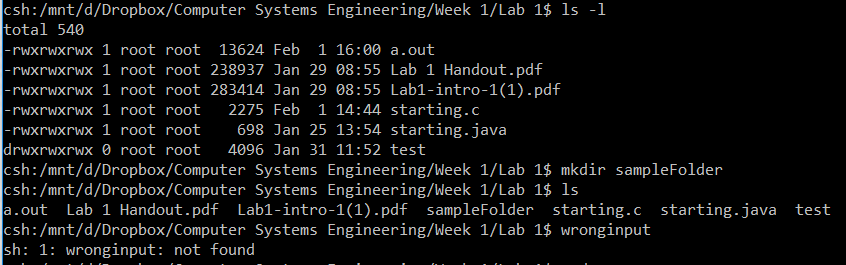 csh:/mnt/d/Dropbox/Computer Systems Engineering/Week 1/Lab 1$ ls -l
total 540
-rwxrwxrwx 1 root root  13624 Feb  1 16:00 a.out
-rwxrwxrwx 1 root root 238937 Jan 29 08:55 Lab 1 Handout.pdf
-rwxrwxrwx 1 root root 283414 Jan 29 08:55 Lab1-intro-1(1).pdf
-rwxrwxrwx 1 root root   2275 Feb  1 14:44 starting.c
-rwxrwxrwx 1 root root    698 Jan 25 13:54 starting.java
drwxrwxrwx 0 root root   4096 Jan 31 11:52 test
csh:/mnt/d/Dropbox/Computer Systems Engineering/Week 1/Lab 1$ mkdir sampleFolder
csh:/mnt/d/Dropbox/Computer Systems Engineering/Week 1/Lab 1$ ls
a.out  Lab 1 Handout.pdf  Lab1-intro-1(1).pdf  sampleFolder  starting.c  starting.java  test
csh:/mnt/d/Dropbox/Computer Systems Engineering/Week 1/Lab 1$ wronginput
sh: 1: wronginput: not found